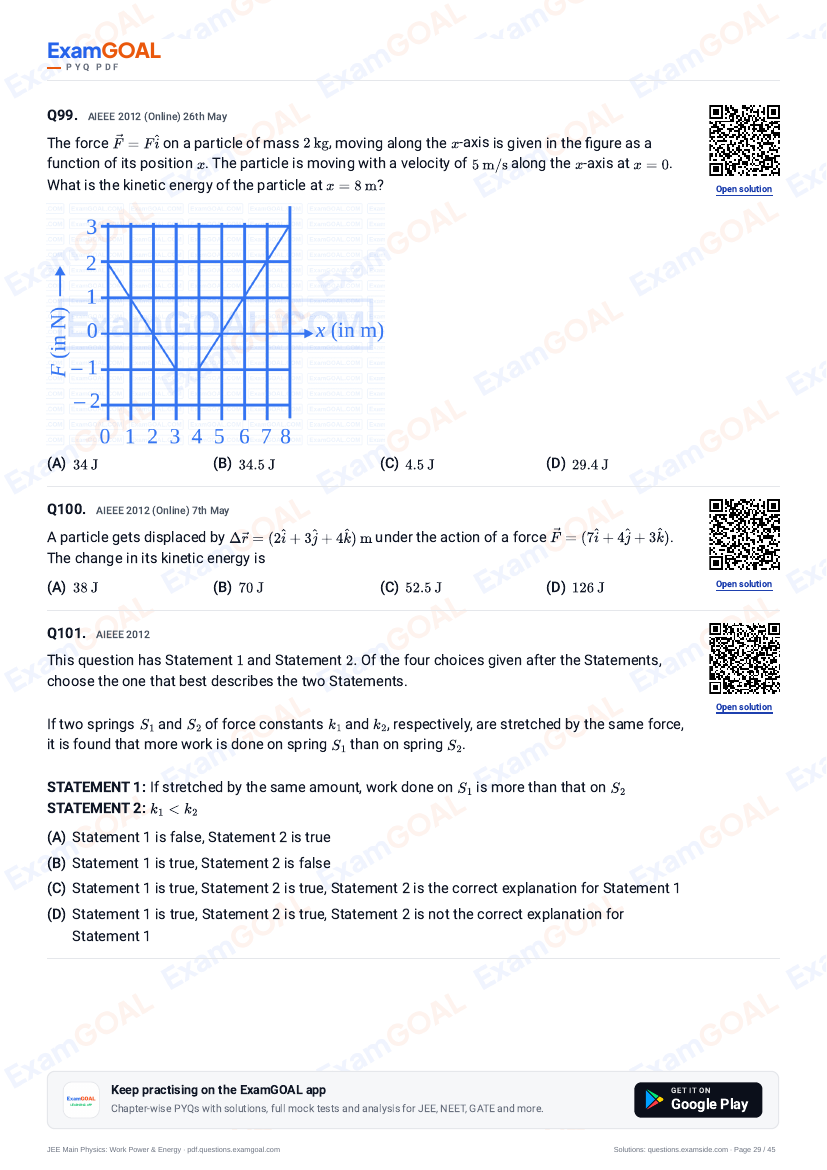 ExamGOAL
PYQ PDF
Q99. AIEEE 2012 (Online) 26th May
The force $\vec{F} = F\hat{i}$ on a particle of mass 2 kg, moving along the x-axis is given in the figure as a
function of its position x. The particle is moving with a velocity of 5 m/s along the x-axis at x = 0.
What is the kinetic energy of the particle at x = 8 m?
Open solution
3
2
1
0
– 1
– 2
F (in N)
x (in m)
0 1 2 3 4 5 6 7 8
ExamGOAL.COM
(A) 34 J (B) 34.5 J (C) 4.5 J (D) 29.4 J
Q100. AIEEE 2012 (Online) 7th May
A particle gets displaced by $\Delta\vec{r} = (2\hat{i} + 3\hat{j} + 4\hat{k})$ m under the action of a force $\vec{F} = (7\hat{i} + 4\hat{j} + 3\hat{k})$.
The change in its kinetic energy is
Open solution
(A) 38 J (B) 70 J (C) 52.5 J (D) 126 J
Q101. AIEEE 2012
This question has Statement 1 and Statement 2. Of the four choices given after the Statements,
choose the one that best describes the two Statements.
Open solution
If two springs $S_1$ and $S_2$ of force constants $k_1$ and $k_2$, respectively, are stretched by the same force,
it is found that more work is done on spring $S_1$ than on spring $S_2$.
STATEMENT 1: If stretched by the same amount, work done on $S_1$ is more than that on $S_2$
STATEMENT 2: $k_1 < k_2$
(A) Statement 1 is false, Statement 2 is true
(B) Statement 1 is true, Statement 2 is false
(C) Statement 1 is true, Statement 2 is true, Statement 2 is the correct explanation for Statement 1
(D) Statement 1 is true, Statement 2 is true, Statement 2 is not the correct explanation for
Statement 1
ExamGOAL
Keep practising on the ExamGOAL app
Chapter-wise PYQs with solutions, full mock tests and analysis for JEE, NEET, GATE and more.
GET IT ON
Google Play
JEE Main Physics: Work Power & Energy · pdf.questions.examgoal.com
Solutions: questions.examside.com · Page 29 / 45